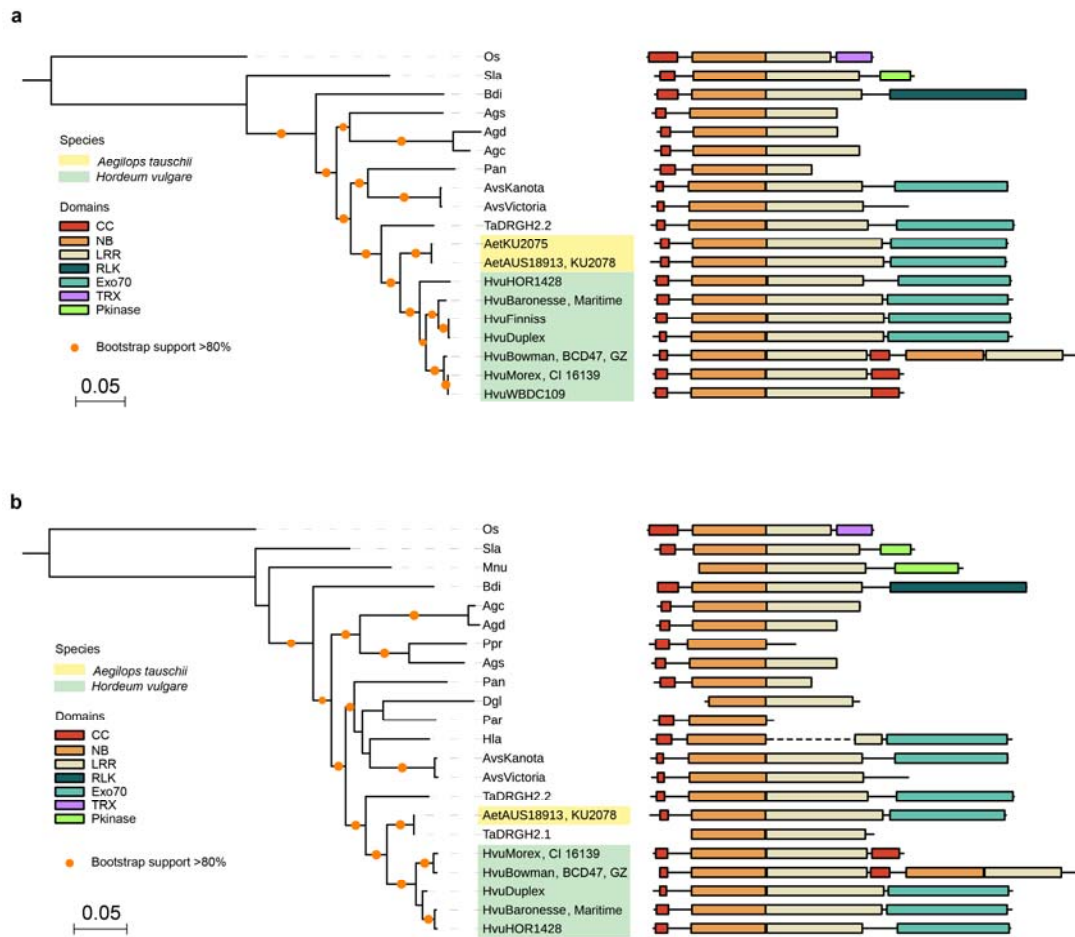 a
Os
Sla
Bdi
Ags
Agd
Agc
Pan
AvsKanota
AvsVictoria
TaDRGH2.2
AetKU2075
AetAUS18913, KU2078
HvuHOR1428
HvuBaronesse, Maritime
HvuFinniss
HvuDuplex
HvuBowman, BCD47, GZ
HvuMorex, CI 16139
HvuWBDC109
Species
Aegilops tauschii
Hordeum vulgare
Domains
CC
NB
LRR
RLK
Exo70
TRX
Pkinase
Bootstrap support >80%
0.05
b
Os
Sla
Mnu
Bdi
Agc
Agd
Ppr
Ags
Pan
Dgl
Par
Hla
AvsKanota
AvsVictoria
TaDRGH2.2
AetAUS18913, KU2078
TaDRGH2.1
HvuMorex, CI 16139
HvuBowman, BCD47, GZ
HvuDuplex
HvuBaronesse, Maritime
HvuHOR1428
Species
Aegilops tauschii
Hordeum vulgare
Domains
CC
NB
LRR
RLK
Exo70
TRX
Pkinase
Bootstrap support >80%
0.05